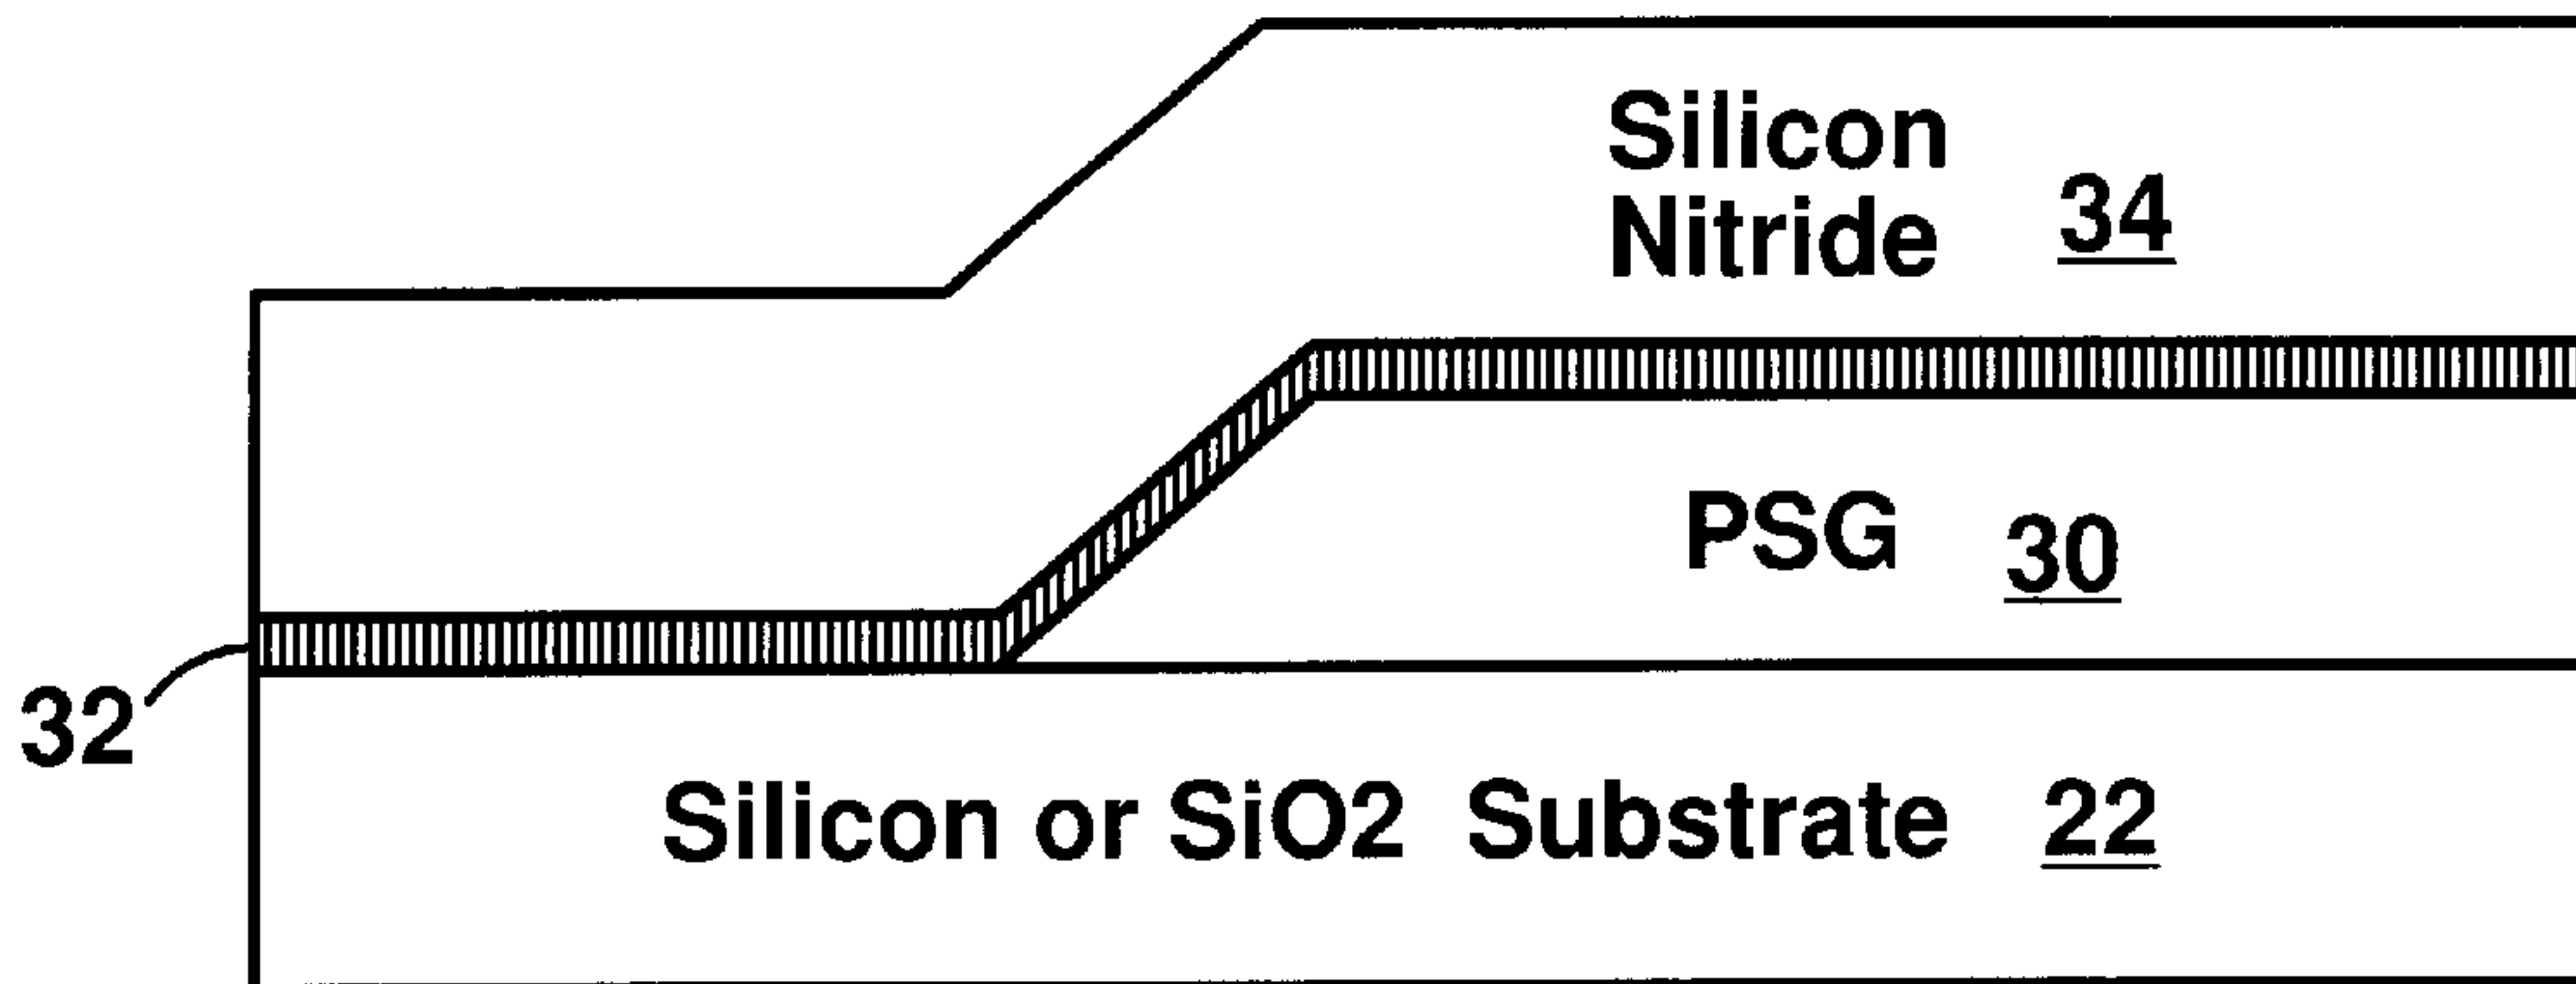 Silicon
Nitride 34
PSG 30
32
Silicon or SiO2 Substrate 22